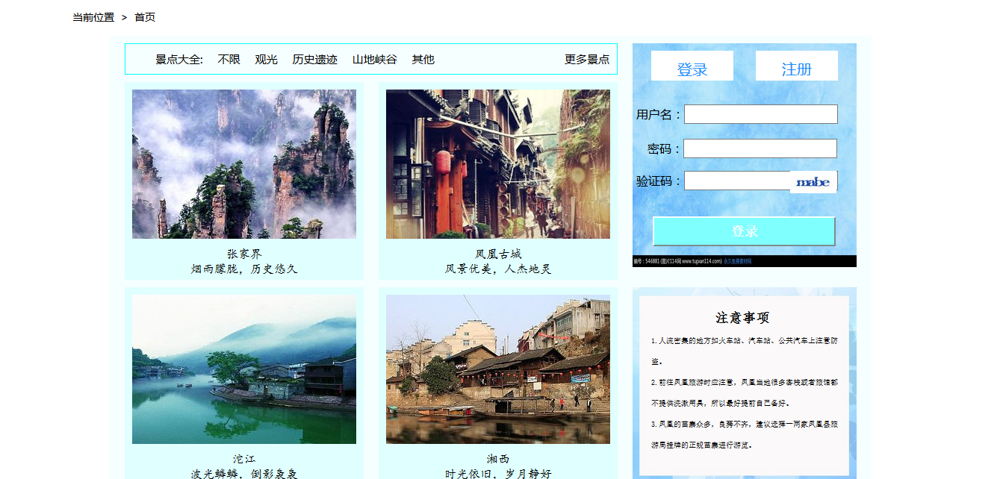 当前位置 > 首页
景点大全: 不限 观光 历史遗迹 山地峡谷 其他 更多景点
张家界
烟雨朦胧，历史悠久
凤凰古城
风景优美，人杰地灵
沱江
波光鳞鳞，倒影袅袅
湘西
时光依旧，岁月静好
登录 注册
用户名：
密码：
验证码： mabe
登录
编号：546881 (图片114网 www.tupian114.com) 永久免费素材网
注意事项
1. 人流密集的地方如火车站、汽车站、公共汽车上注意防
盗。
2. 前往凤凰旅游时应注意，凤凰当地很多客栈或者旅馆都
不提供洗漱用具，所以最好提前自己备好。
3. 凤凰的苗寨众多，良莠不齐，建议选择一两家凤凰县旅
游局挂牌的正规苗寨进行游览。